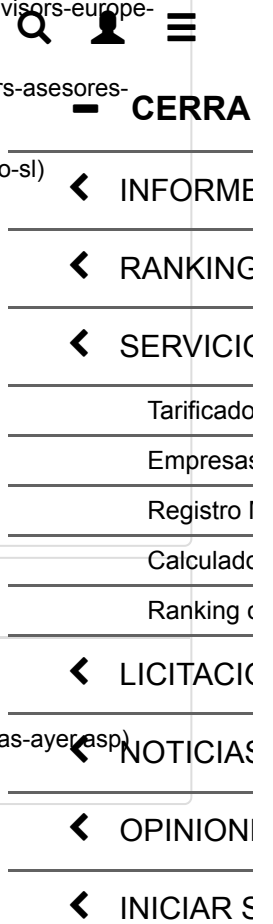 visors-europe-
rs-asesores-
CERRA
o-sl)
INFORME
RANKING
SERVICIO
Tarificado
Empresas
Registro
Calculado
Ranking
LICITACIO
as-ayer.asp)
NOTICIAS
OPINION
INICIAR S